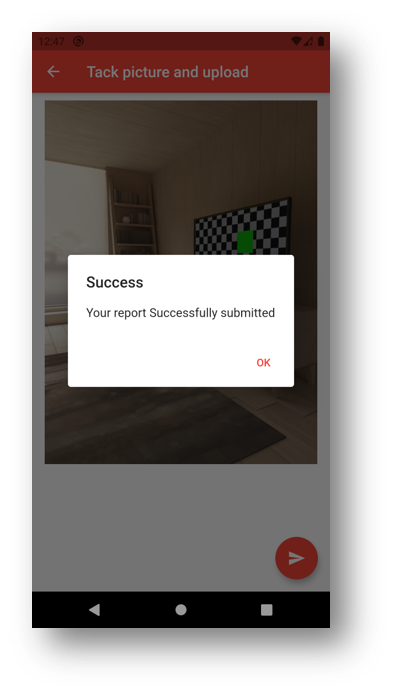 12:47
Tack picture and upload
Success
Your report Successfully submitted
OK